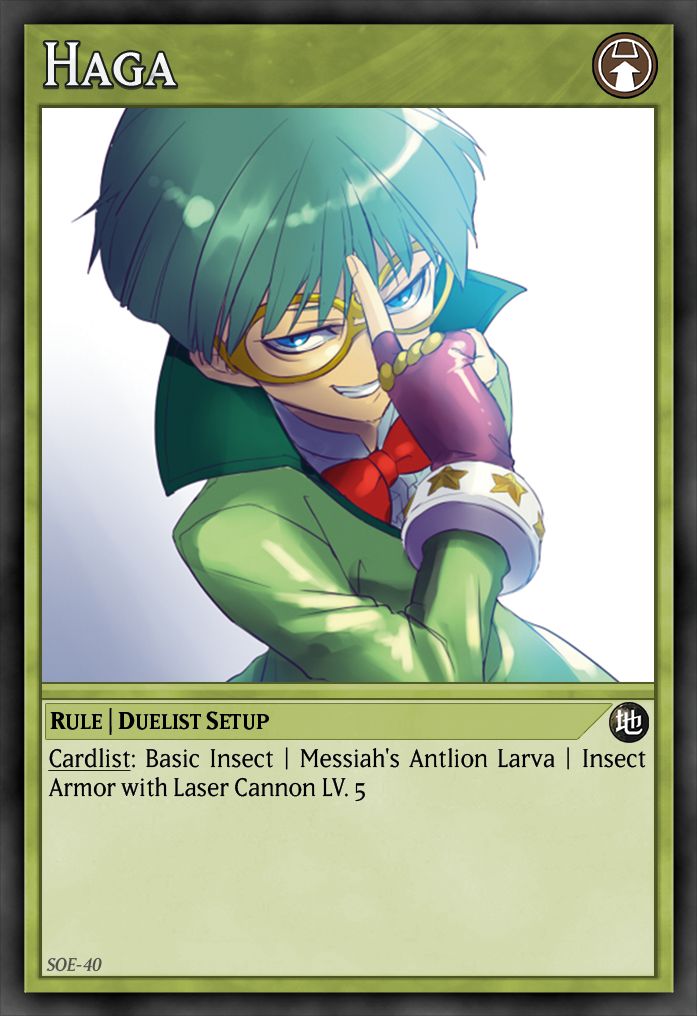 Haga
Rule | Duelist Setup
地
Cardlist: Basic Insect | Messiah's Antlion Larva | Insect
Armor with Laser Cannon LV. 5
SOE-40